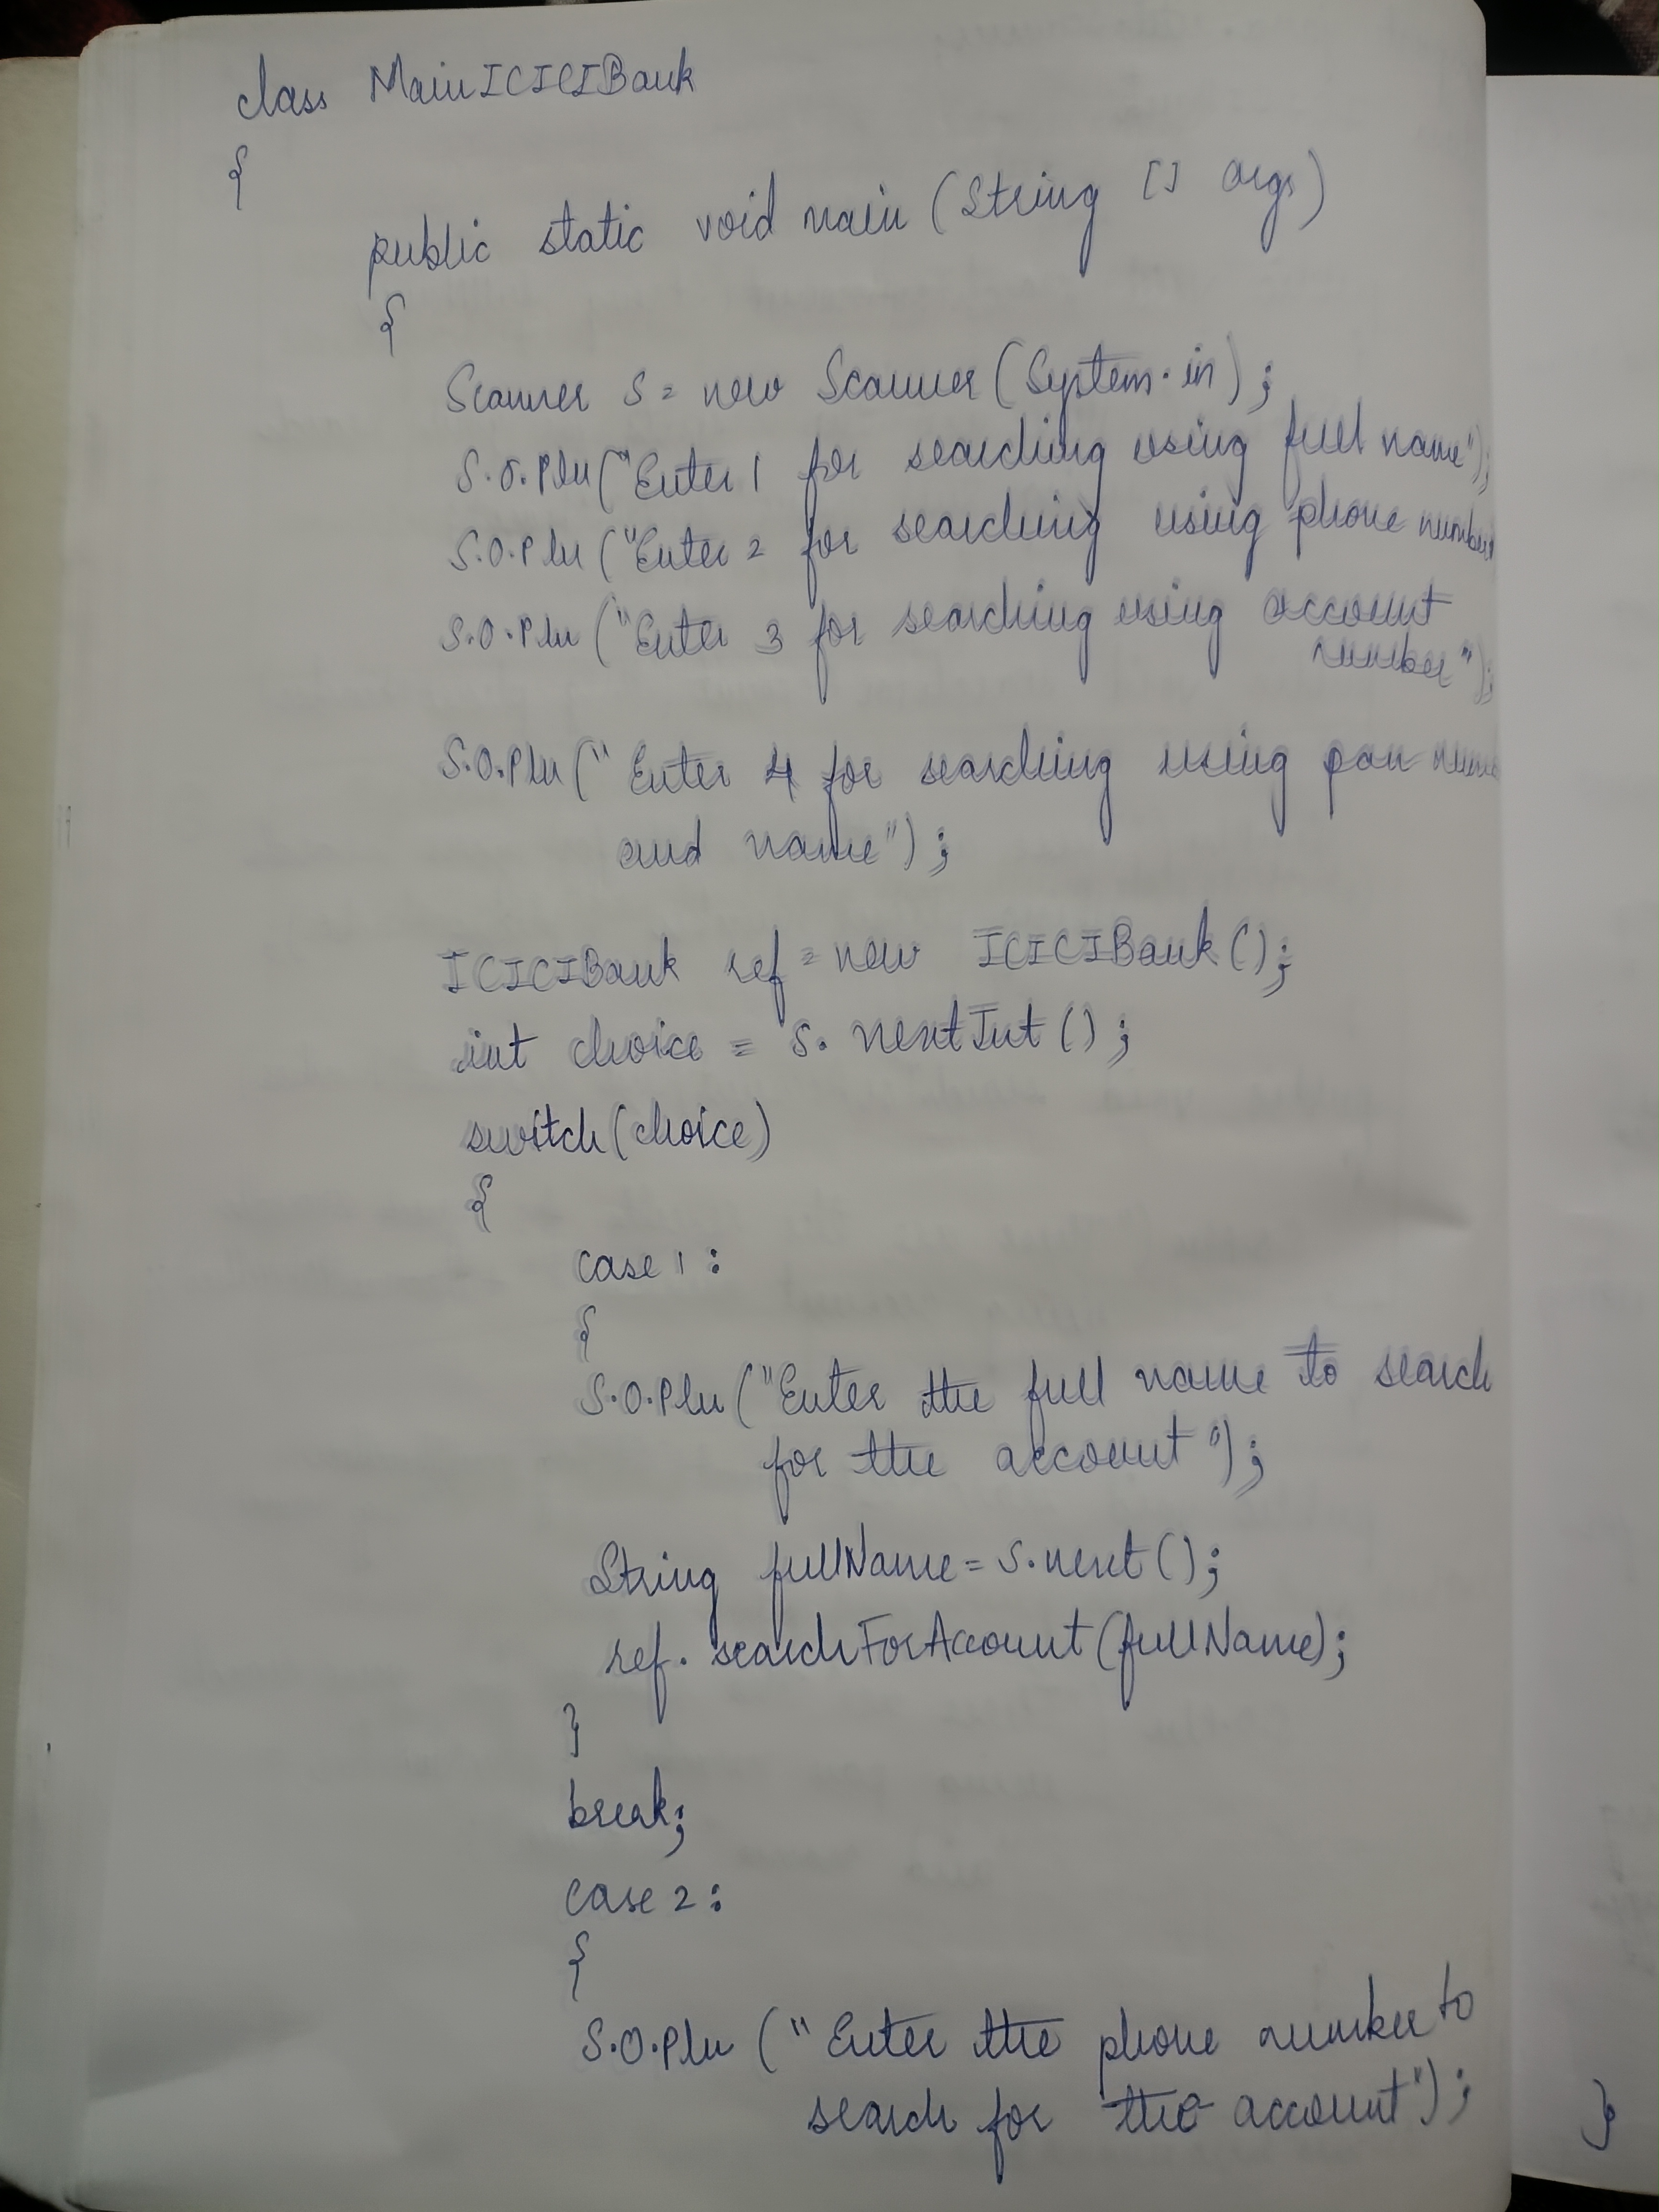 class MainICICIBank
{
public static void main (String [] args)
{
Scanner S = new Scanner (System.in);
S.O.Pln ("Enter 1 for searching using full name");
S.O.Pln ("Enter 2 for searching using phone number
S.O.Pln ("Enter 3 for searching using account
number");
S.O.Pln (" Enter 4 for searching using pan
and name");
ICICIBank ref = new ICICIBank ();
int choice = S. nextInt ();
switch (choice)
{
case 1 :
{
S.O.Pln ("Enter the full name to search
for the account");
String fullName = S.next ();
ref. searchForAccount (fullName);
}
break;
case 2 :
{
S.O.Pln (" Enter the phone number to
search for the account");
}